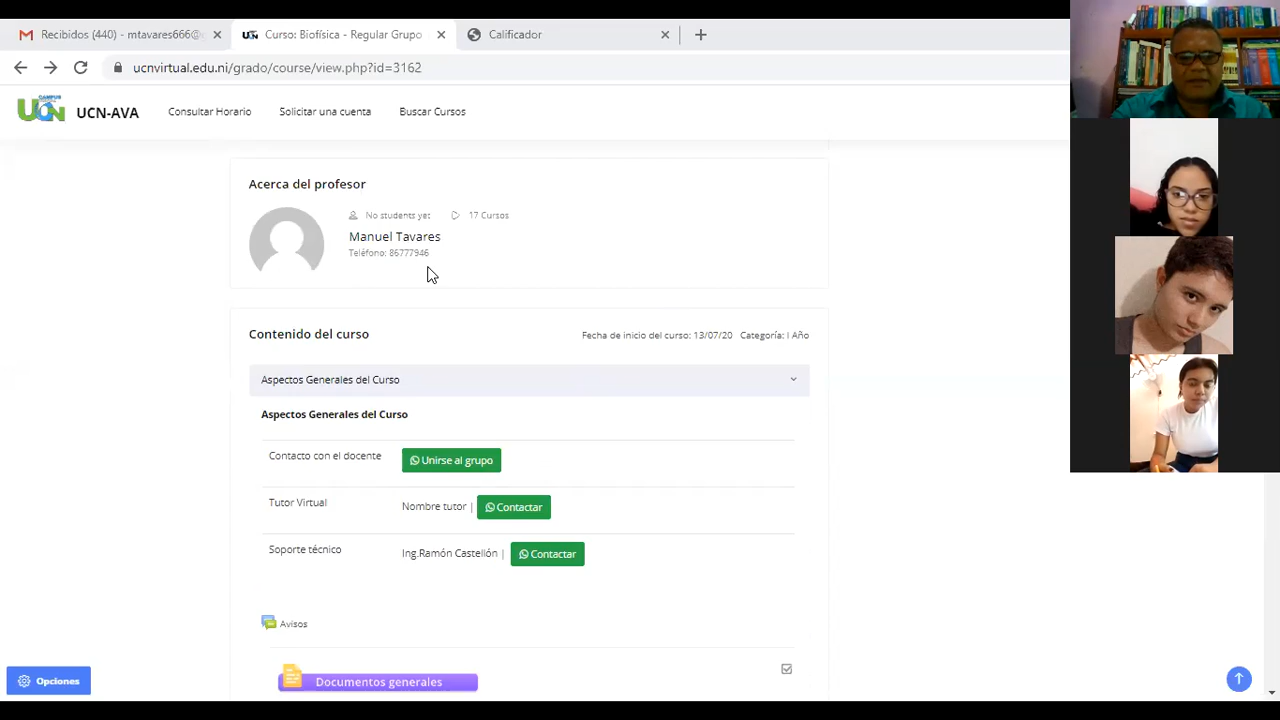 Recibidos (440) - mtavares666@
Curso: Biofísica - Regular Grupo
Calificador
ucnvirtual.edu.ni/grado/course/view.php?id=3162
CAMPUS
UCN
UCN-AVA
Consultar Horario
Solicitar una cuenta
Buscar Cursos
Acerca del profesor
No students yet
17 Cursos
Manuel Tavares
Teléfono: 86777946
Contenido del curso
Fecha de inicio del curso: 13/07/20 Categoría: I Año
Aspectos Generales del Curso
Aspectos Generales del Curso
Contacto con el docente
Unirse al grupo
Tutor Virtual
Nombre tutor |
Contactar
Soporte técnico
Ing.Ramón Castellón |
Contactar
Avisos
Documentos generales
Opciones